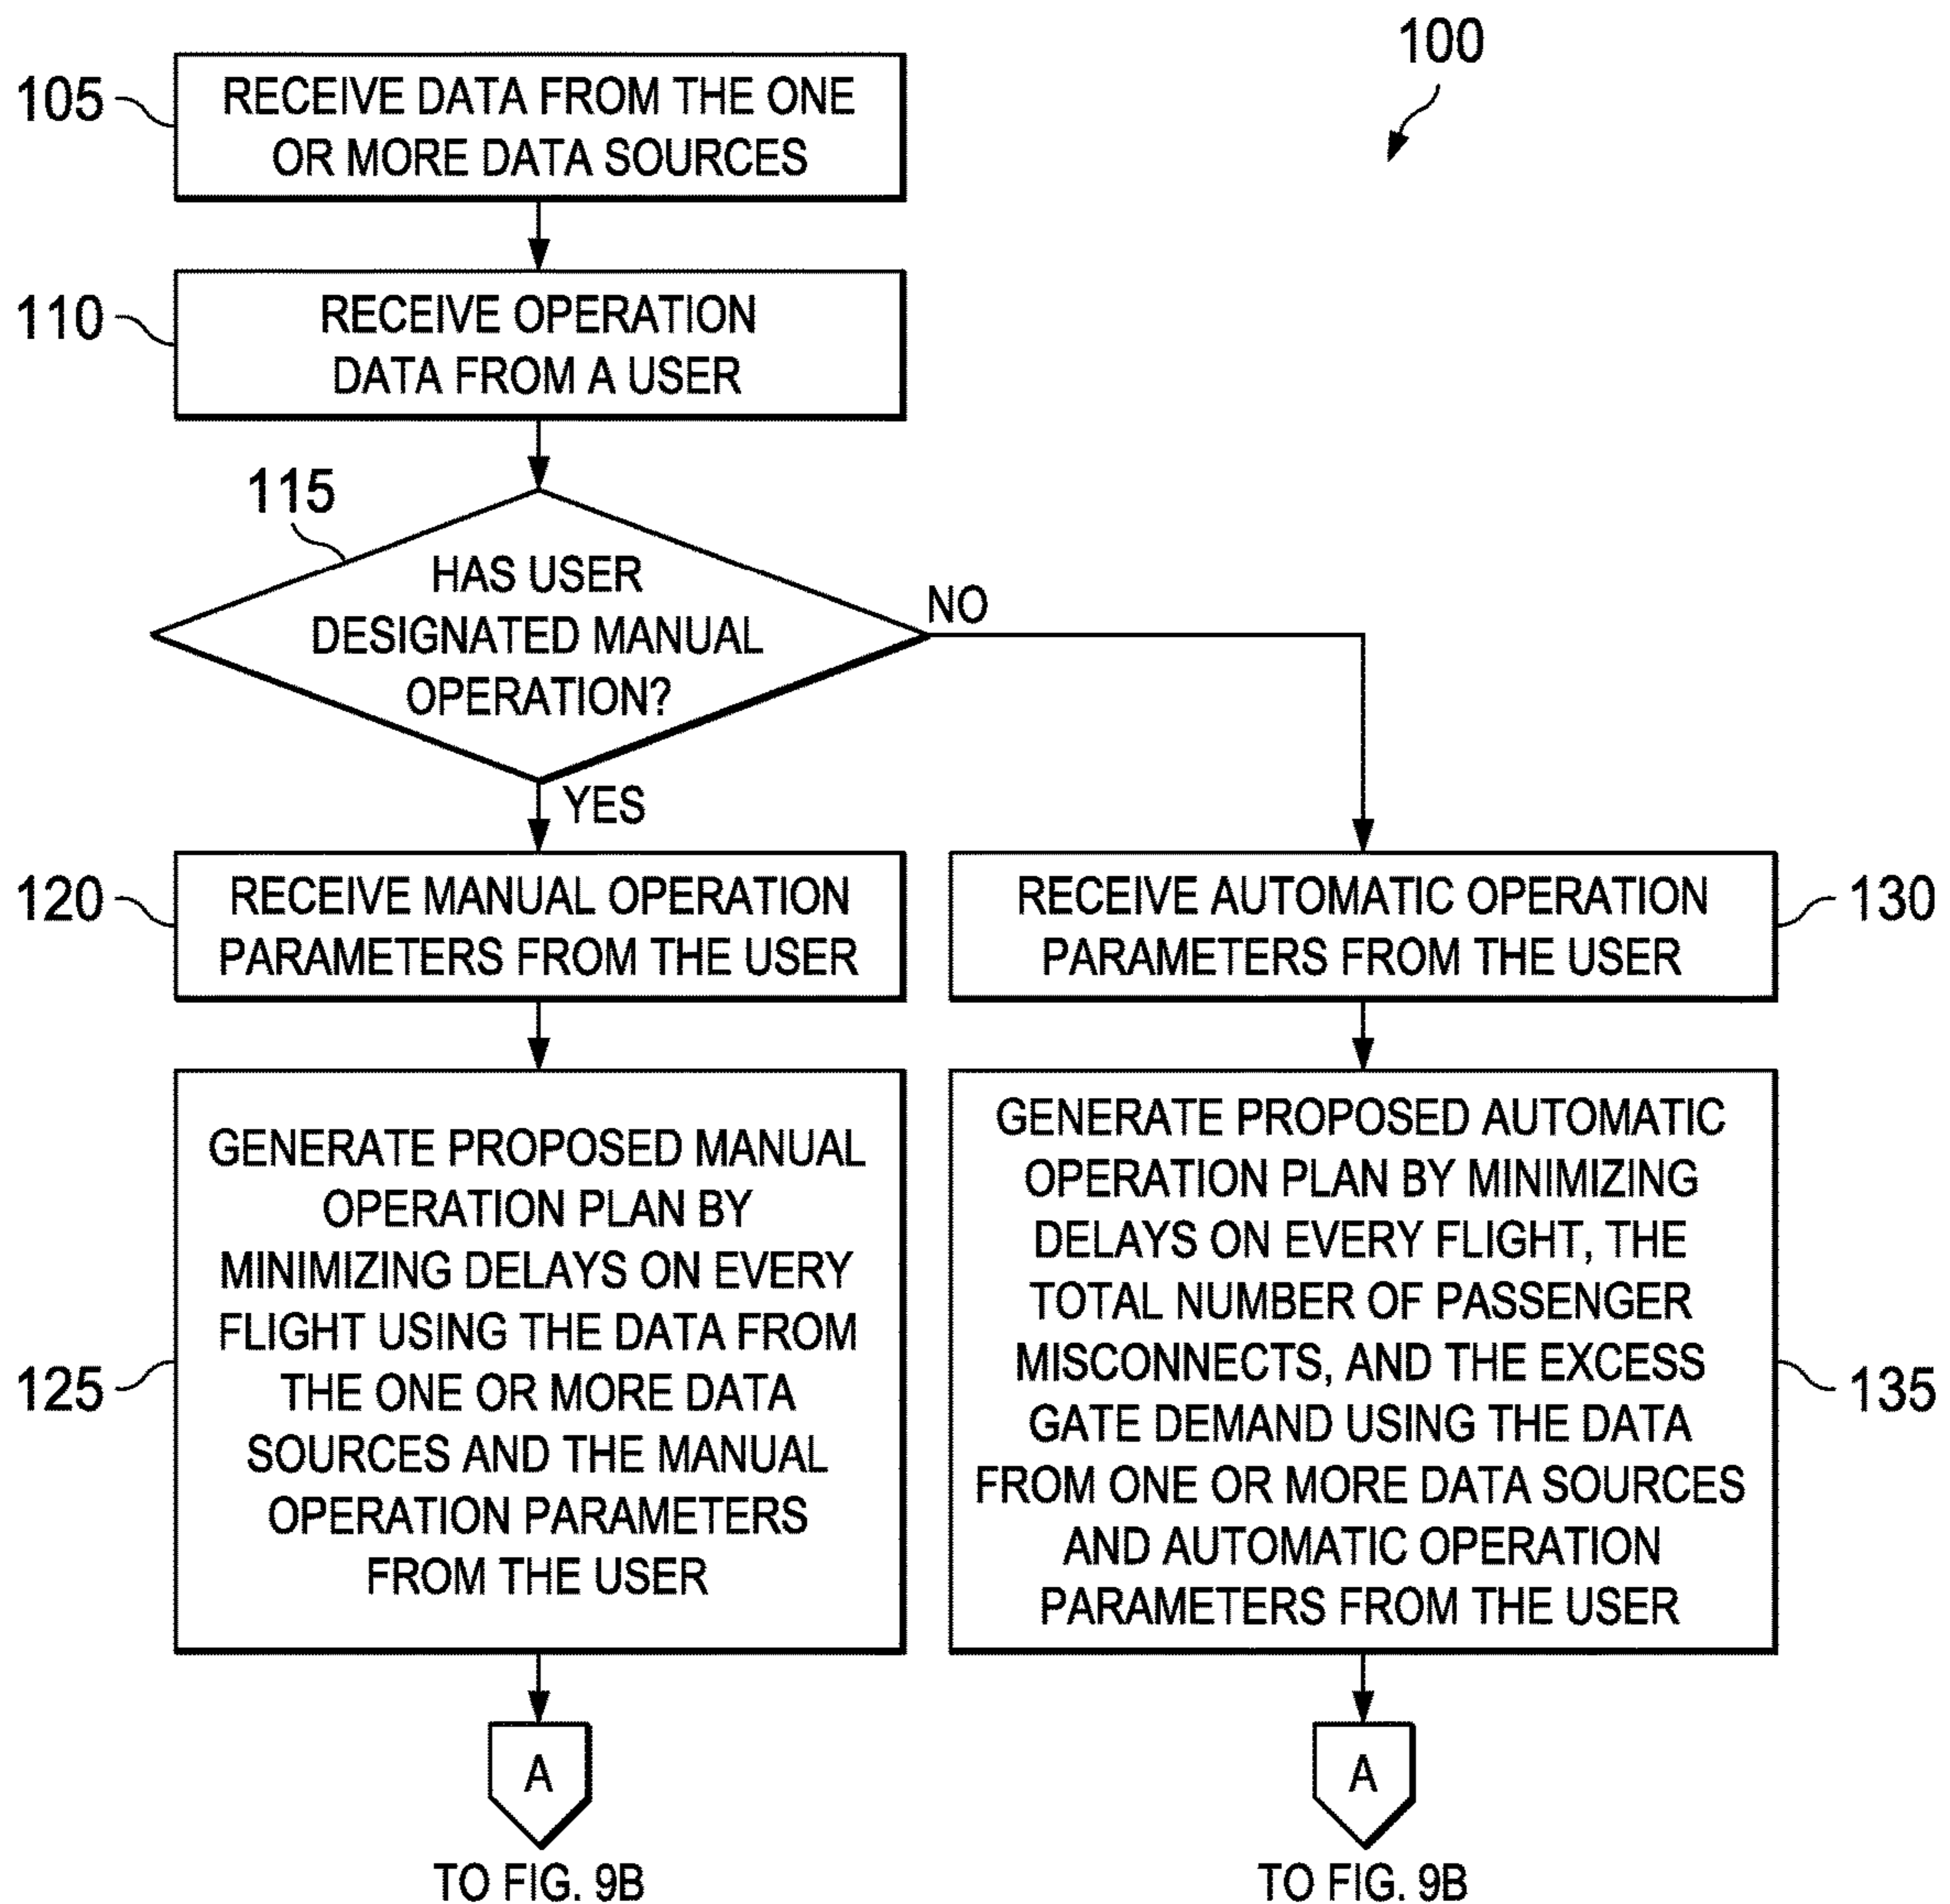 100
105
RECEIVE DATA FROM THE ONE
OR MORE DATA SOURCES
110
RECEIVE OPERATION
DATA FROM A USER
115
HAS USER
DESIGNATED MANUAL
OPERATION?
NO
YES
120
RECEIVE MANUAL OPERATION
PARAMETERS FROM THE USER
RECEIVE AUTOMATIC OPERATION
PARAMETERS FROM THE USER
130
125
GENERATE PROPOSED MANUAL
OPERATION PLAN BY
MINIMIZING DELAYS ON EVERY
FLIGHT USING THE DATA FROM
THE ONE OR MORE DATA
SOURCES AND THE MANUAL
OPERATION PARAMETERS
FROM THE USER
GENERATE PROPOSED AUTOMATIC
OPERATION PLAN BY MINIMIZING
DELAYS ON EVERY FLIGHT, THE
TOTAL NUMBER OF PASSENGER
MISCONNECTS, AND THE EXCESS
GATE DEMAND USING THE DATA
FROM ONE OR MORE DATA SOURCES
AND AUTOMATIC OPERATION
PARAMETERS FROM THE USER
135
A
TO FIG. 9B
A
TO FIG. 9B